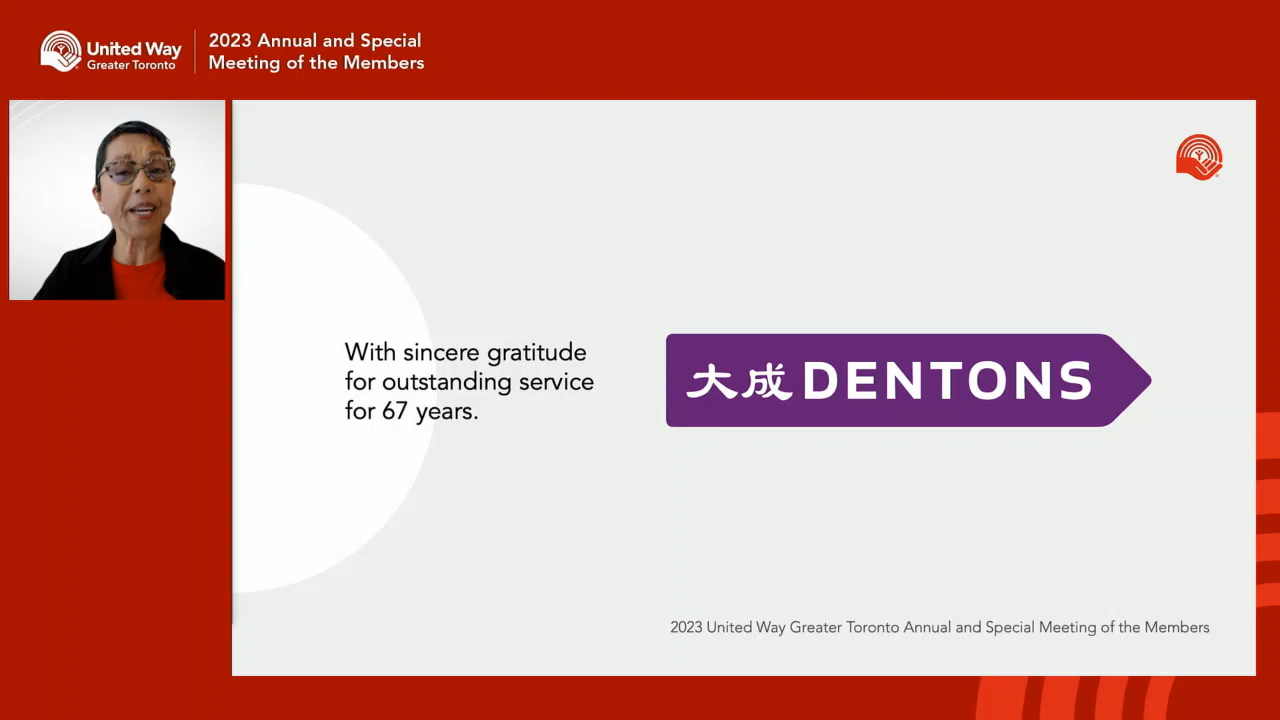 United Way
Greater Toronto
2023 Annual and Special
Meeting of the Members
With sincere gratitude
for outstanding service
for 67 years.
大成 DENTONS
2023 United Way Greater Toronto Annual and Special Meeting of the Members